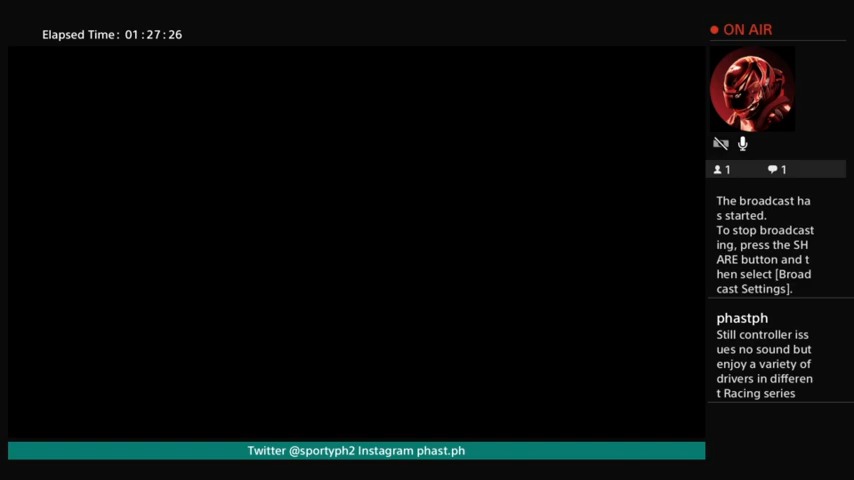 Elapsed Time: 01:27:26
ON AIR
1 1
The broadcast ha
s started.
To stop broadcast
ing, press the SH
ARE button and t
hen select [Broad
cast Settings].
phastph
Still controller iss
ues no sound but
enjoy a variety of
drivers in differen
t Racing series
Twitter @sportyph2 Instagram phast.ph